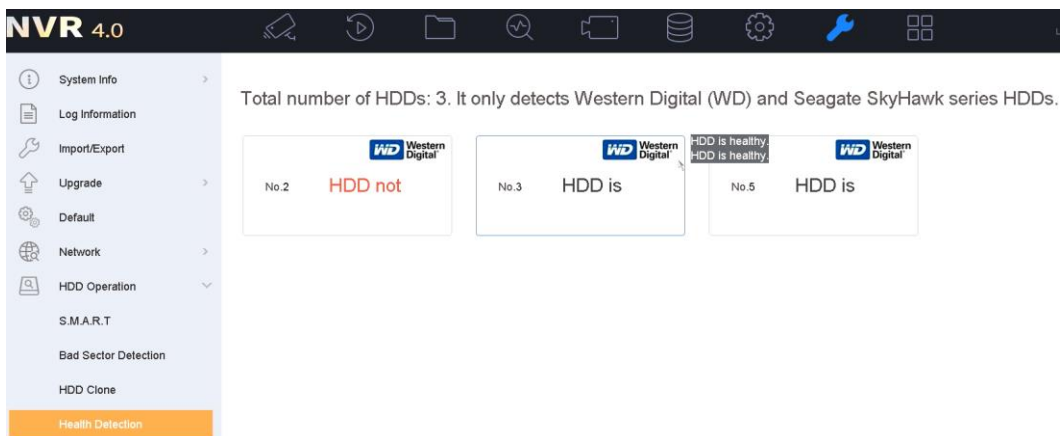 NVR 4.0
System Info
Log Information
Import/Export
Upgrade
Default
Network
HDD Operation
S.M.A.R.T
Bad Sector Detection
HDD Clone
Health Detection
Total number of HDDs: 3. It only detects Western Digital (WD) and Seagate SkyHawk series HDDs.
WD Western Digital
No.2 HDD not
WD Western Digital
No.3 HDD is
HDD is healthy.
HDD is healthy.
WD Western Digital
No.5 HDD is